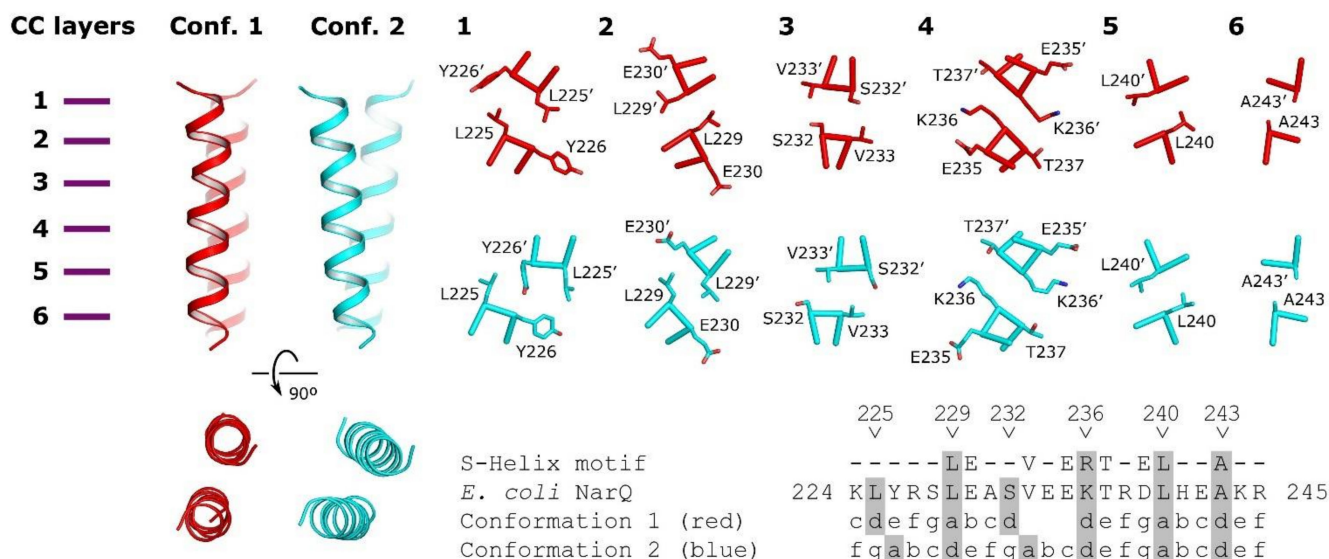 CC layers Conf. 1 Conf. 2 1 2 3 4 5 6
1
2
3
4
5
6
Y226′ L225′ L225 Y226
E230′ L229′ L229 E230
V233′ S232′ S232 V233
T237′ E235′ K236 K236′ E235 T237
L240′ L240
A243′ A243
Y226′ L225′ L225 Y226
E230′ L229′ L229 E230
V233′ S232′ S232 V233
T237′ E235′ K236 K236′ E235 T237
L240′ L240
A243′ A243
90º
225 229 232 236 240 243
S-Helix motif -----LE--V-ERT-EL--A--
E. coli NarQ 224 KLYRSLEASVEEKTRDLHEAKR 245
Conformation 1 (red) cdefgabcd   defgabcdef
Conformation 2 (blue) fgabcdefgabcdefgabcdef